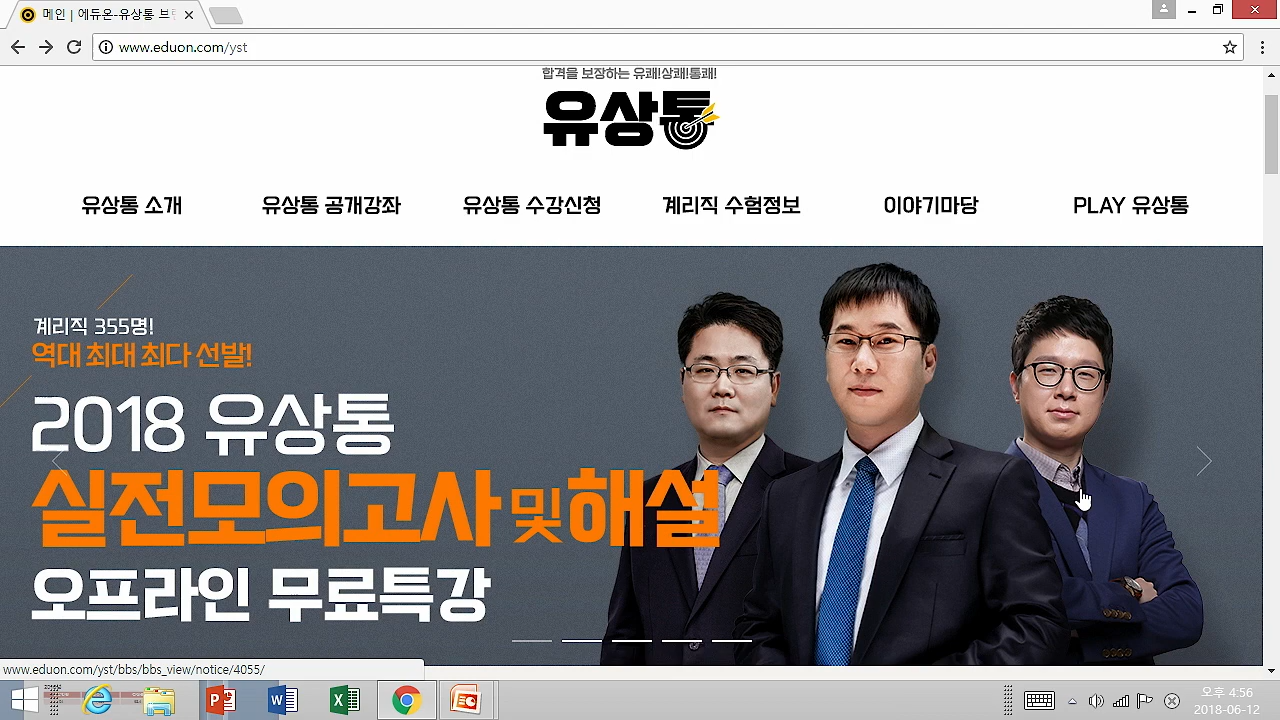 메인 | 에듀온-유상통 브
www.eduon.com/yst
합격을 보장하는 유쾌!상쾌!통쾌!
유상통
유상통 소개
유상통 공개강좌
유상통 수강신청
계리직 수험정보
이야기마당
PLAY 유상통
계리직 355명!
역대 최대 최다 선발!
2018 유상통
실전모의고사 및 해설
오프라인 무료특강
www.eduon.com/yst/bbs/bbs_view/notice/4055/
오후 4:56
2018-06-12